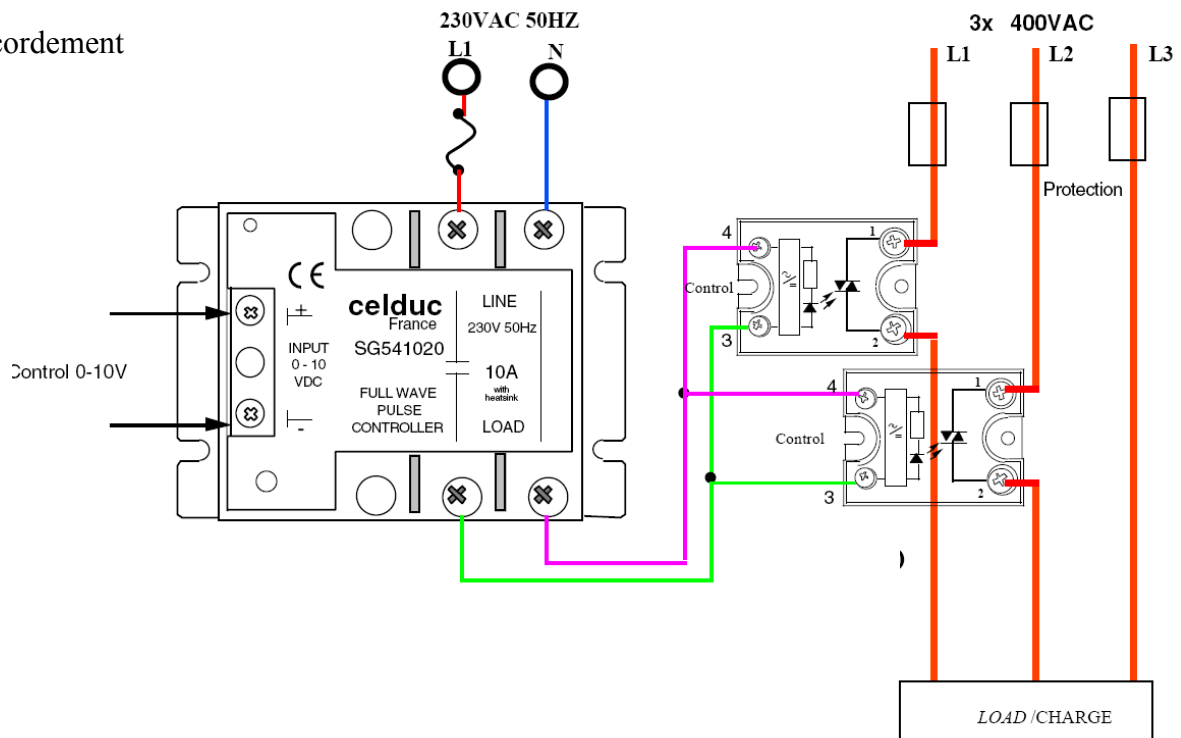 cordement
230VAC 50HZ
L1
N
3x 400VAC
L1
L2
L3
Protection
4
1
Control
3
2
4
1
Control
3
2
CE
celduc
France
SG541020
LINE
230V 50Hz
+
INPUT
0 - 10
VDC
-
Control 0-10V
10A
with
heatsink
FULL WAVE
PULSE
CONTROLLER
LOAD
LOAD /CHARGE